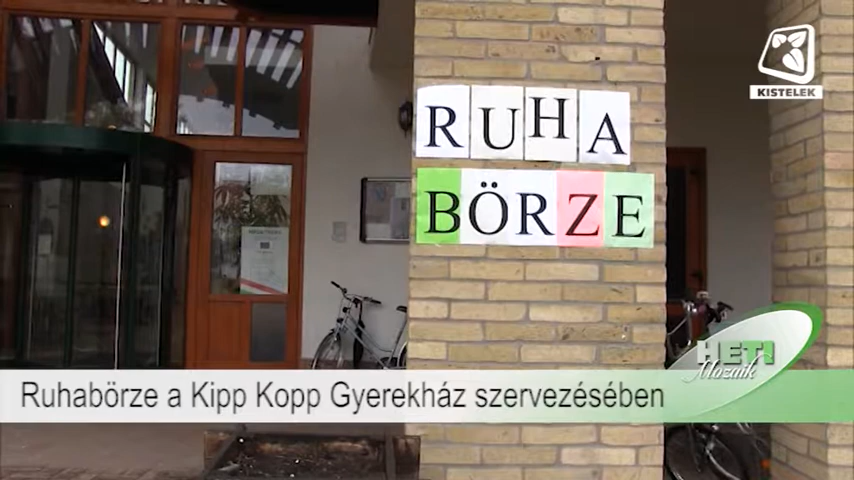 KISTELEK
RUHA
BÖRZE
HETI
Mozaik
Ruhabörze a Kipp Kopp Gyerekház szervezésében